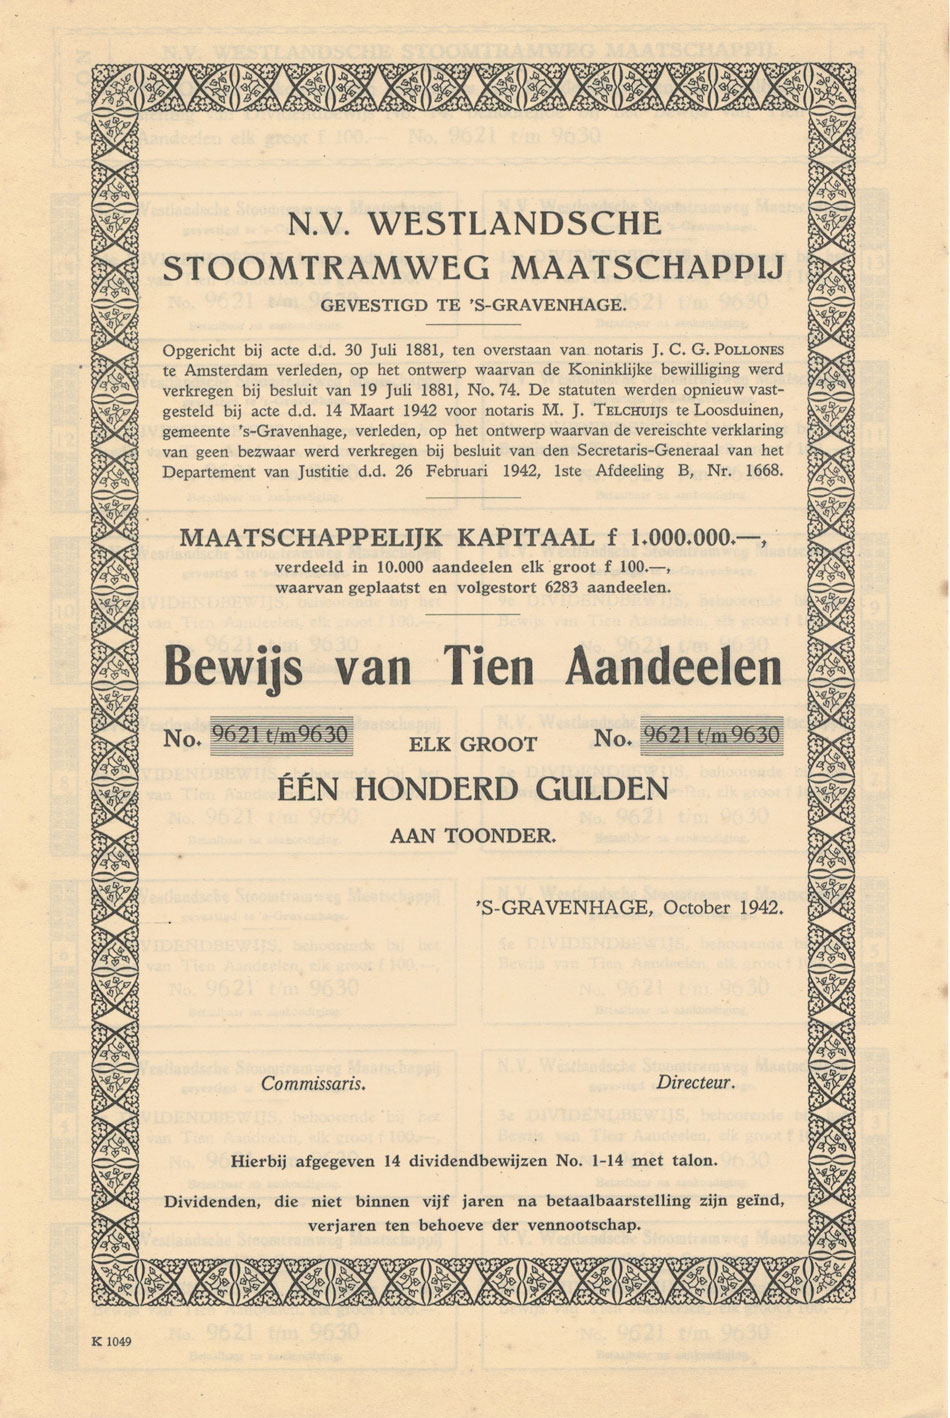 N.V. WESTLANDSCHE
STOOMTRAMWEG MAATSCHAPPIJ
GEVESTIGD TE 'S-GRAVENHAGE.
Opgericht bij acte d.d. 30 Juli 1881, ten overstaan van notaris J. C. G. POLLONES
te Amsterdam verleden, op het ontwerp waarvan de Koninklijke bewilliging werd
verkregen bij besluit van 19 Juli 1881, No. 74. De statuten werden opnieuw vast-
gesteld bij acte d.d. 14 Maart 1942 voor notaris M. J. TELCHUIJS te Loosduinen,
gemeente 's-Gravenhage, verleden, op het ontwerp waarvan de vereischte verklaring
van geen bezwaar werd verkregen bij besluit van den Secretaris-Generaal van het
Departement van Justitie d.d. 26 Februari 1942, 1ste Afdeeling B, Nr. 1668.
MAATSCHAPPELIJK KAPITAAL f 1.000.000.—,
verdeeld in 10.000 aandeelen elk groot f 100.—,
waarvan geplaatst en volgestort 6283 aandeelen.
Bewijs van Tien Aandeelen
No. 9621 t/m 9630 ELK GROOT No. 9621 t/m 9630
ÉÉN HONDERD GULDEN
AAN TOONDER.
'S-GRAVENHAGE, October 1942.
Commissaris. Directeur.
Hierbij afgegeven 14 dividendbewijzen No. 1-14 met talon.
Dividenden, die niet binnen vijf jaren na betaalbaarstelling zijn geïnd,
verjaren ten behoeve der vennootschap.
K 1049